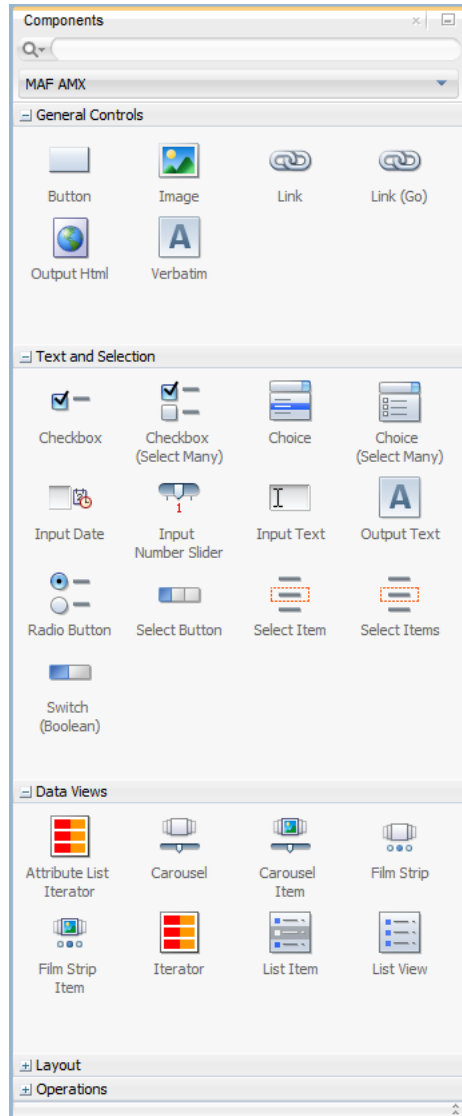 Components
MAF AMX
General Controls
Button Image Link Link (Go)
Output Html Verbatim
Text and Selection
Checkbox Checkbox Choice Choice
(Select Many) (Select Many)
1
Input Date Input Input Text Output Text
Number Slider
Radio Button Select Button Select Item Select Items
Switch
(Boolean)
Data Views
Attribute List Carousel Carousel Film Strip
Iterator Item
Film Strip Iterator List Item List View
Item
Layout
Operations